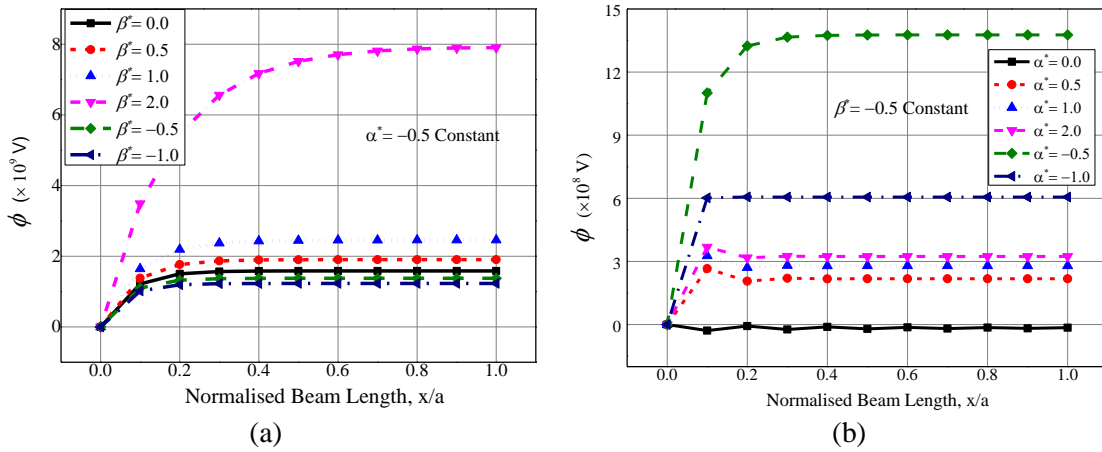 β*= 0.0
β*= 0.5
β*= 1.0
β*= 2.0
β*= −0.5
β*= −1.0
α*= −0.5 Constant
8
6
4
2
0
ϕ (× 10⁹ V)
0.0 0.2 0.4 0.6 0.8 1.0
Normalised Beam Length, x/a
(a)
15
12
9
6
3
0
ϕ (×10⁸ V)
α*= 0.0
α*= 0.5
α*= 1.0
α*= 2.0
α*= −0.5
α*= −1.0
β*= −0.5 Constant
0.0 0.2 0.4 0.6 0.8 1.0
Normalised Beam Length, x/a
(b)